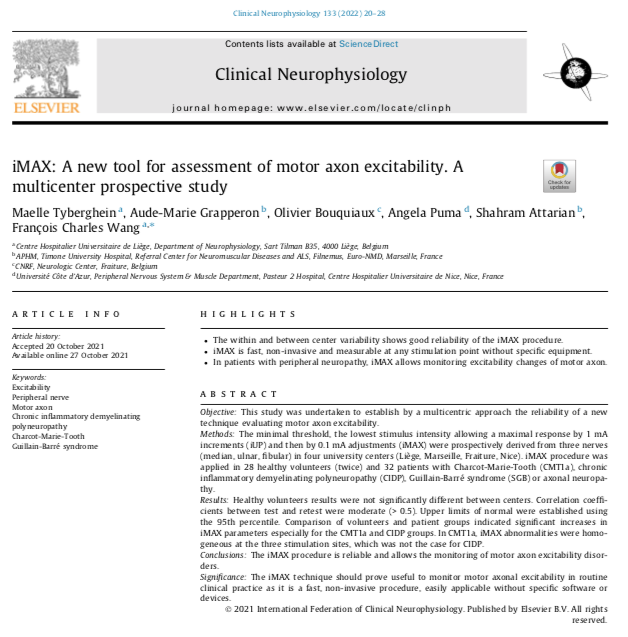 Clinical Neurophysiology 133 (2022) 20–28
Contents lists available at ScienceDirect
Clinical Neurophysiology
journal homepage: www.elsevier.com/locate/clinph
ELSEVIER
iMAX: A new tool for assessment of motor axon excitability. A
multicenter prospective study
Check for
updates
Maelle Tyberghein a, Aude-Marie Grapperon b, Olivier Bouquiaux c, Angela Puma d, Shahram Attarian b,
François Charles Wang a,*
a Centre Hospitalier Universitaire de Liège, Department of Neurophysiology, Sart Tilman B35, 4000 Liège, Belgium
b APHM, Timone University Hospital, Referral Center for Neuromuscular Diseases and ALS, Filnemus, Euro-NMD, Marseille, France
c CNRF, Neurologic Center, Fraiture, Belgium
d Université Côte d'Azur, Peripheral Nervous System & Muscle Department, Pasteur 2 Hospital, Centre Hospitalier Universitaire de Nice, Nice, France
ARTICLE INFO
Article history:
Accepted 20 October 2021
Available online 27 October 2021
Keywords:
Excitability
Peripheral nerve
Motor axon
Chronic inflammatory demyelinating
polyneuropathy
Charcot-Marie-Tooth
Guillain-Barré syndrome
HIGHLIGHTS
• The within and between center variability shows good reliability of the iMAX procedure.
• iMAX is fast, non-invasive and measurable at any stimulation point without specific equipment.
• In patients with peripheral neuropathy, iMAX allows monitoring excitability changes of motor axon.
ABSTRACT
Objective: This study was undertaken to establish by a multicentric approach the reliability of a new
technique evaluating motor axon excitability.
Methods: The minimal threshold, the lowest stimulus intensity allowing a maximal response by 1 mA
increments (iUP) and then by 0.1 mA adjustments (iMAX) were prospectively derived from three nerves
(median, ulnar, fibular) in four university centers (Liège, Marseille, Fraiture, Nice). iMAX procedure was
applied in 28 healthy volunteers (twice) and 32 patients with Charcot-Marie-Tooth (CMT1a), chronic
inflammatory demyelinating polyneuropathy (CIDP), Guillain-Barré syndrome (SGB) or axonal neuropa-
thy.
Results: Healthy volunteers results were not significantly different between centers. Correlation coeffi-
cients between test and retest were moderate (> 0.5). Upper limits of normal were established using
the 95th percentile. Comparison of volunteers and patient groups indicated significant increases in
iMAX parameters especially for the CMT1a and CIDP groups. In CMT1a, iMAX abnormalities were homo-
geneous at the three stimulation sites, which was not the case for CIDP.
Conclusions: The iMAX procedure is reliable and allows the monitoring of motor axon excitability disor-
ders.
Significance: The iMAX technique should prove useful to monitor motor axonal excitability in routine
clinical practice as it is a fast, non-invasive procedure, easily applicable without specific software or
devices.
© 2021 International Federation of Clinical Neurophysiology. Published by Elsevier B.V. All rights
reserved.